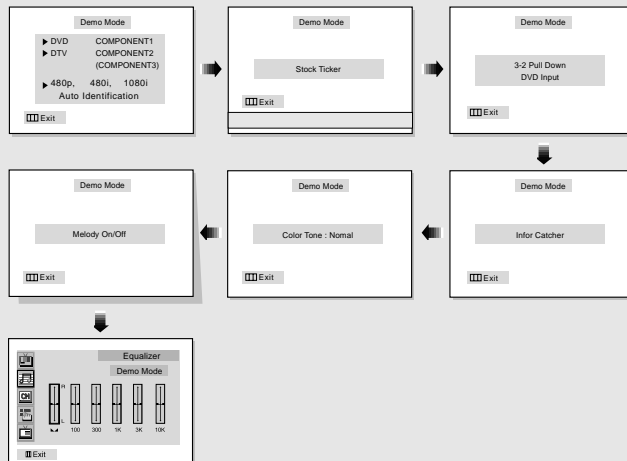 Demo Mode
DVD COMPONENT1
DTV COMPONENT2
(COMPONENT3)
480p, 480i, 1080i
Auto Identification
Exit
Demo Mode
Stock Ticker
Exit
Demo Mode
3-2 Pull Down
DVD Input
Exit
Demo Mode
Infor Catcher
Exit
Demo Mode
Color Tone : Nomal
Exit
Demo Mode
Melody On/Off
Exit
Equalizer
Demo Mode
CH
R
L
100 300 1K 3K 10K
Exit